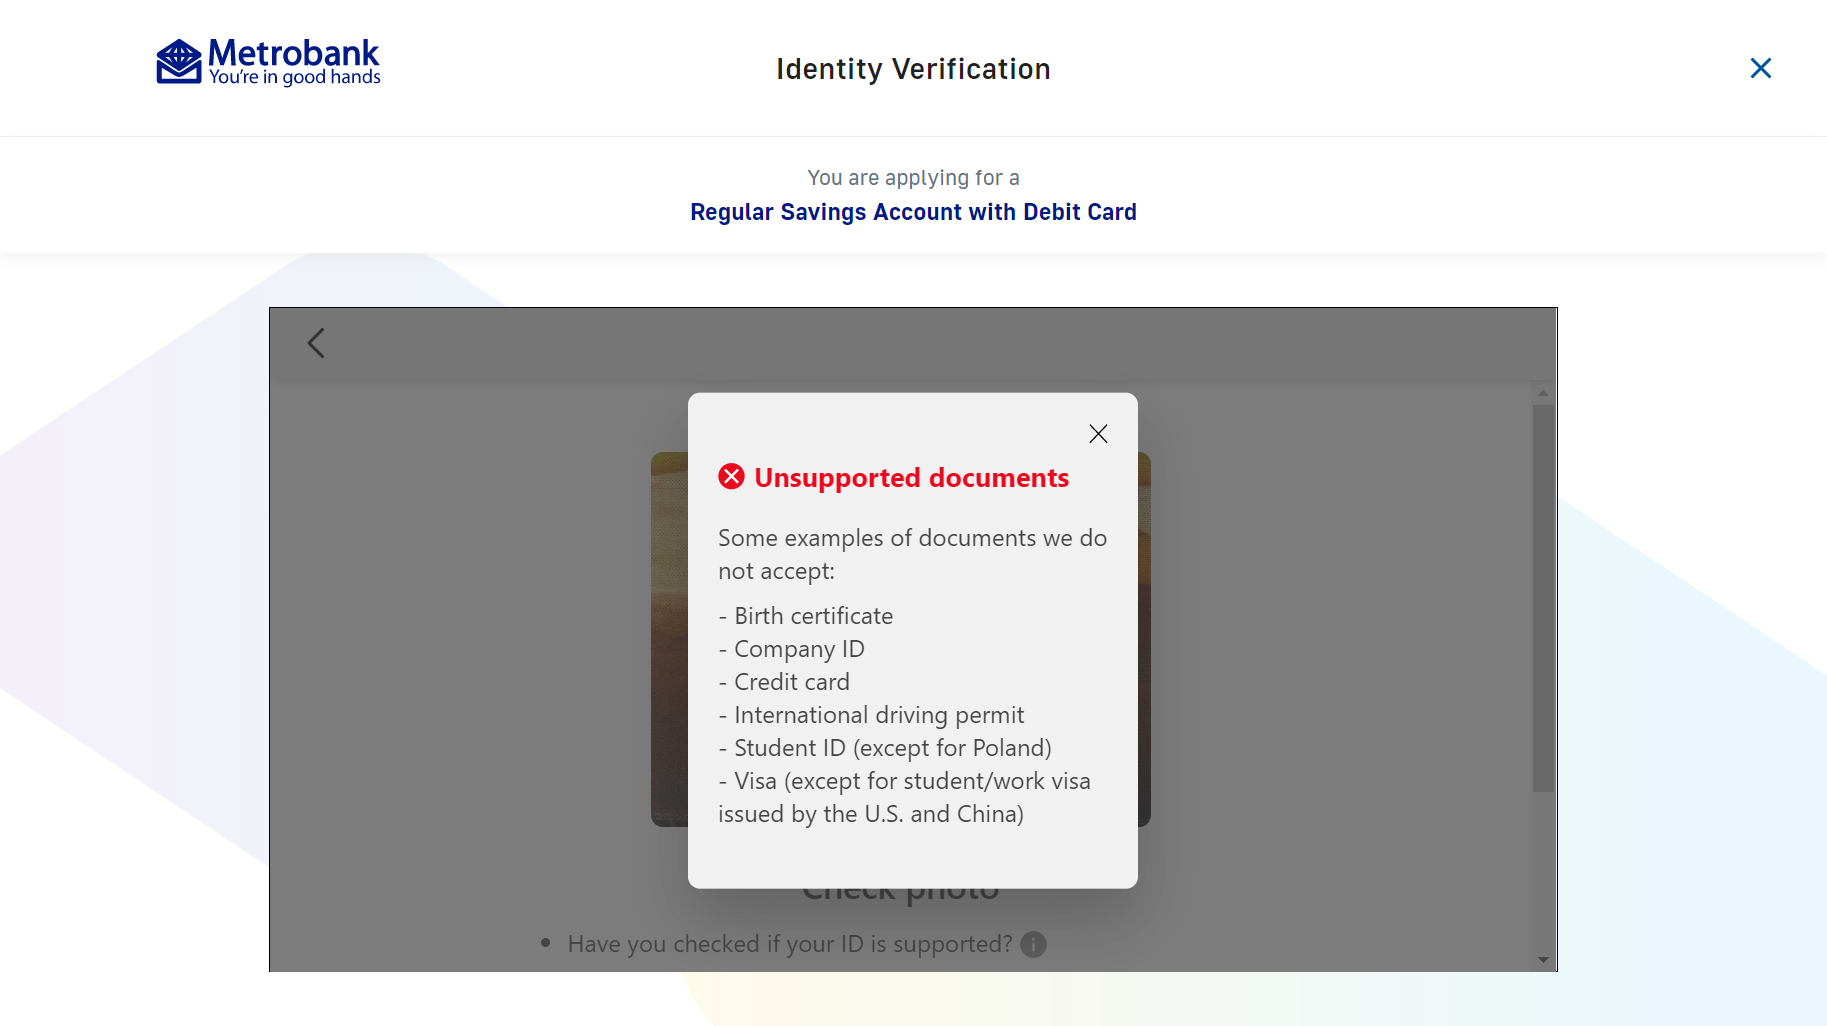 Metrobank
You're in good hands
Identity Verification
You are applying for a
Regular Savings Account with Debit Card
Unsupported documents
Some examples of documents we do
not accept:
- Birth certificate
- Company ID
- Credit card
- International driving permit
- Student ID (except for Poland)
- Visa (except for student/work visa
issued by the U.S. and China)
Check photo
• Have you checked if your ID is supported?